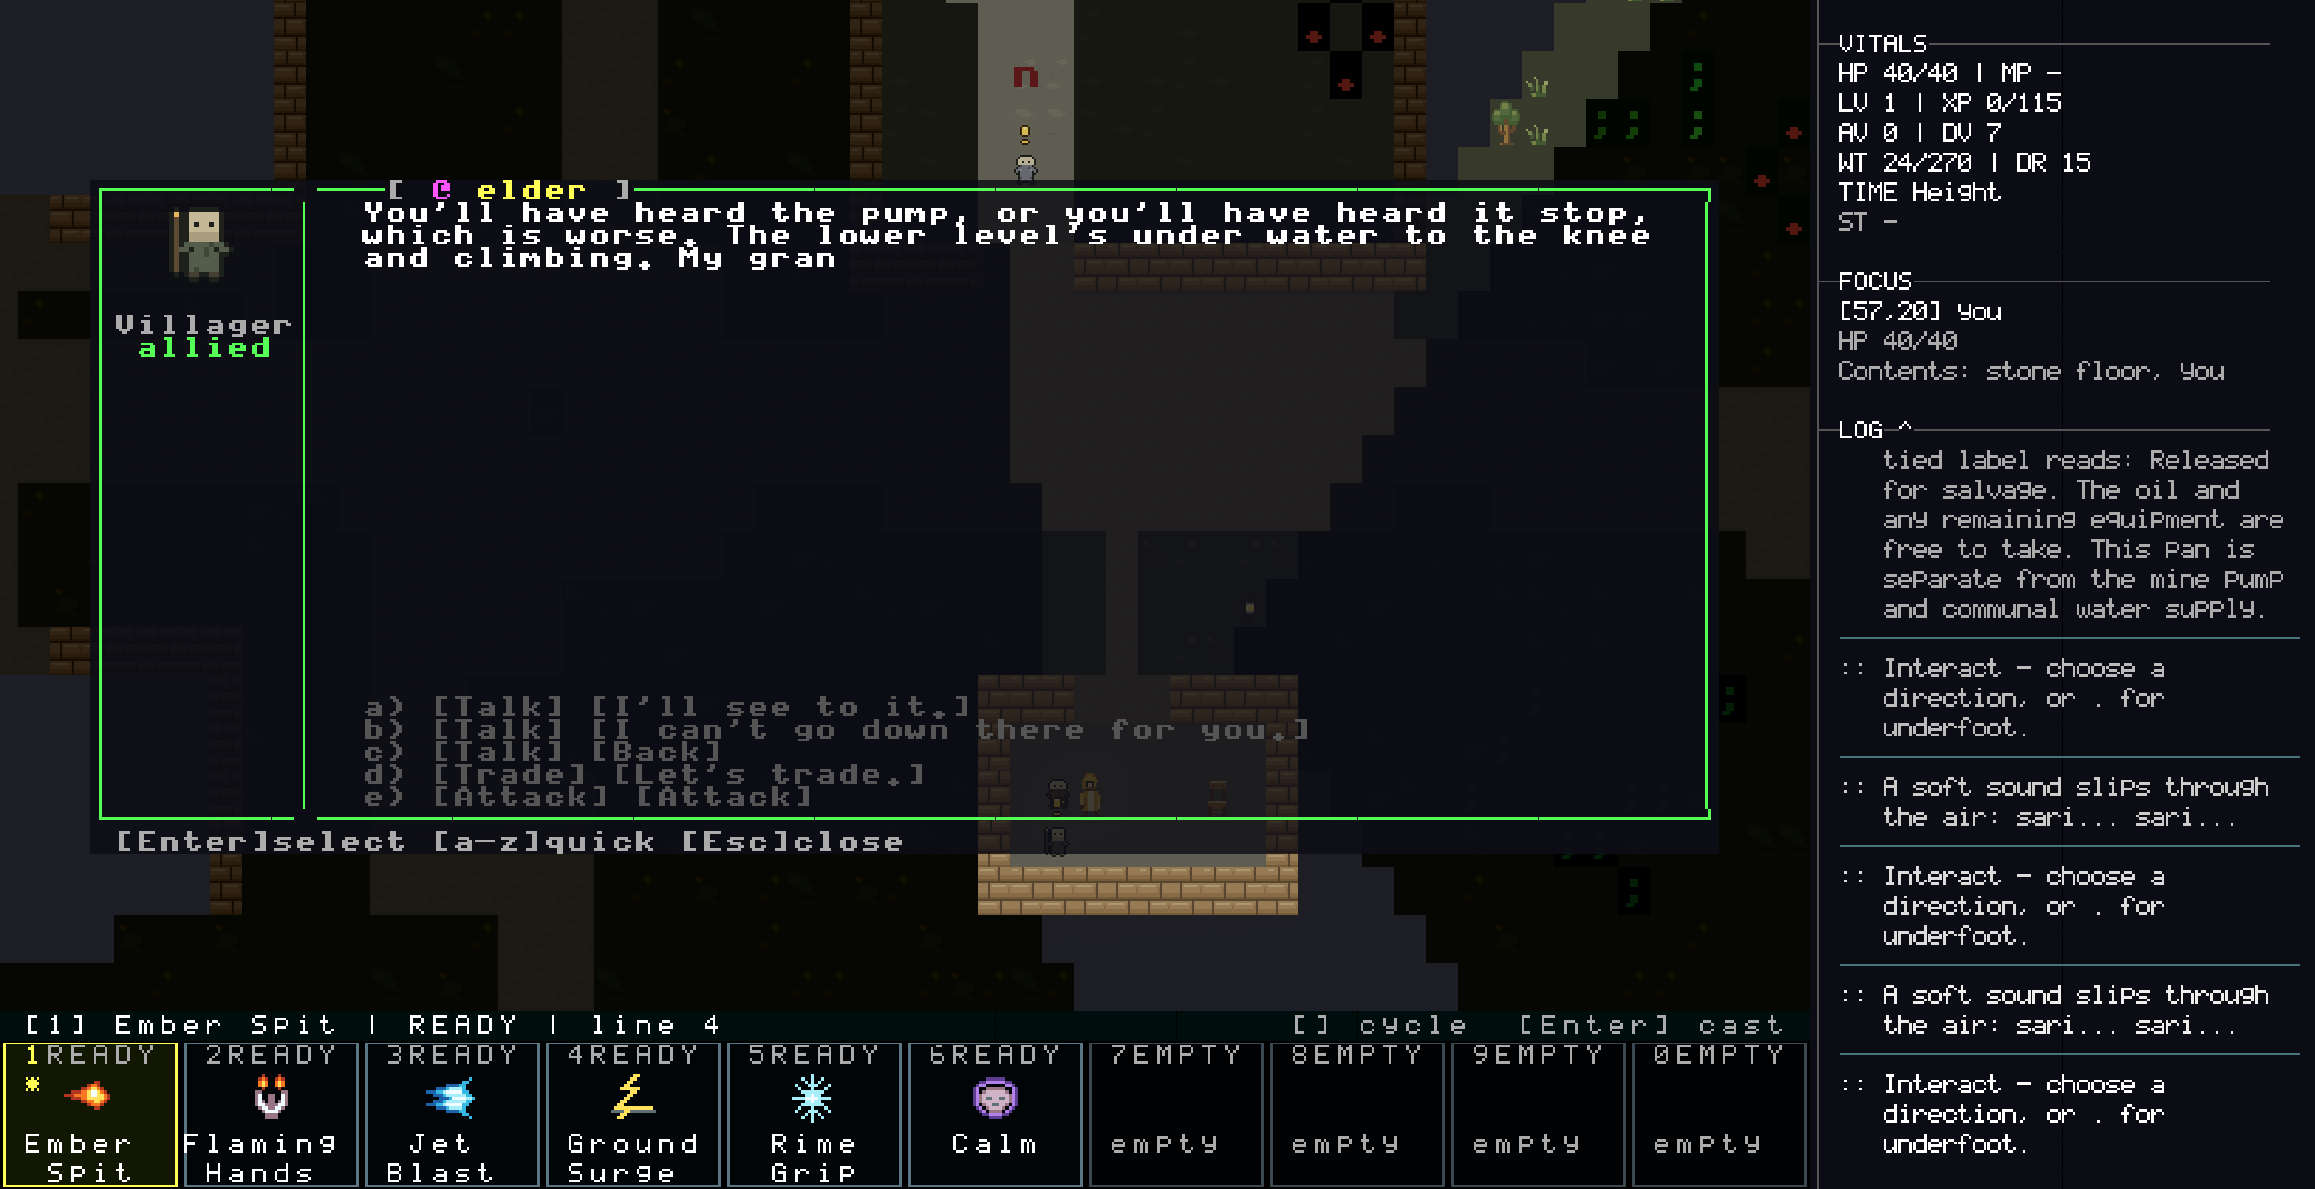 [ @ elder ]
You'll have heard the pump, or you'll have heard it stop,
which is worse. The lower level's under water to the knee
and climbing. My gran
Villager
allied
a) [Talk] [I'll see to it.]
b) [Talk] [I can't go down there for you.]
c) [Talk] [Back]
d) [Trade] [Let's trade.]
e) [Attack] [Attack]
[Enter]select [a-z]quick [Esc]close
[1] Ember Spit | READY | line 4
[] cycle [Enter] cast
1READY
Ember
Spit
2READY
Flaming
Hands
3READY
Jet
Blast
4READY
Ground
Surge
5READY
Rime
Grip
6READY
Calm
7EMPTY
empty
8EMPTY
empty
9EMPTY
empty
0EMPTY
empty
VITALS
HP 40/40 | MP -
LV 1 | XP 0/115
AV 0 | DV 7
WT 24/270 | DR 15
TIME Height
ST -
FOCUS
[57,20] you
HP 40/40
Contents: stone floor, you
LOG ^
tied label reads: Released
for salvage. The oil and
any remaining equipment are
free to take. This pan is
separate from the mine pump
and communal water supply.
:: Interact - choose a
direction, or . for
underfoot.
:: A soft sound slips through
the air: sari... sari...
:: Interact - choose a
direction, or . for
underfoot.
:: A soft sound slips through
the air: sari... sari...
:: Interact - choose a
direction, or . for
underfoot.